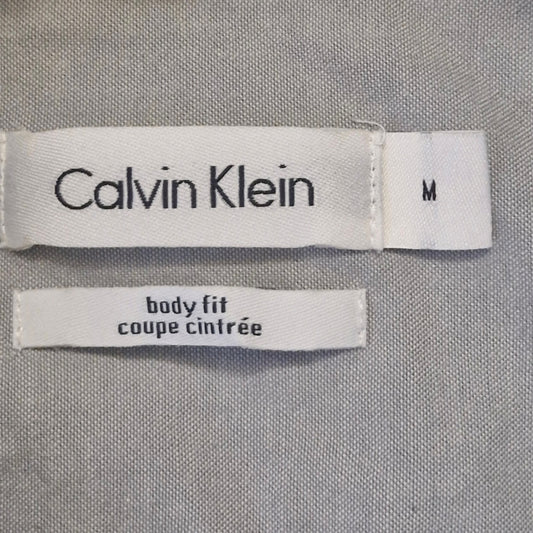 Calvin Klein
M
body fit
coupe cintrée